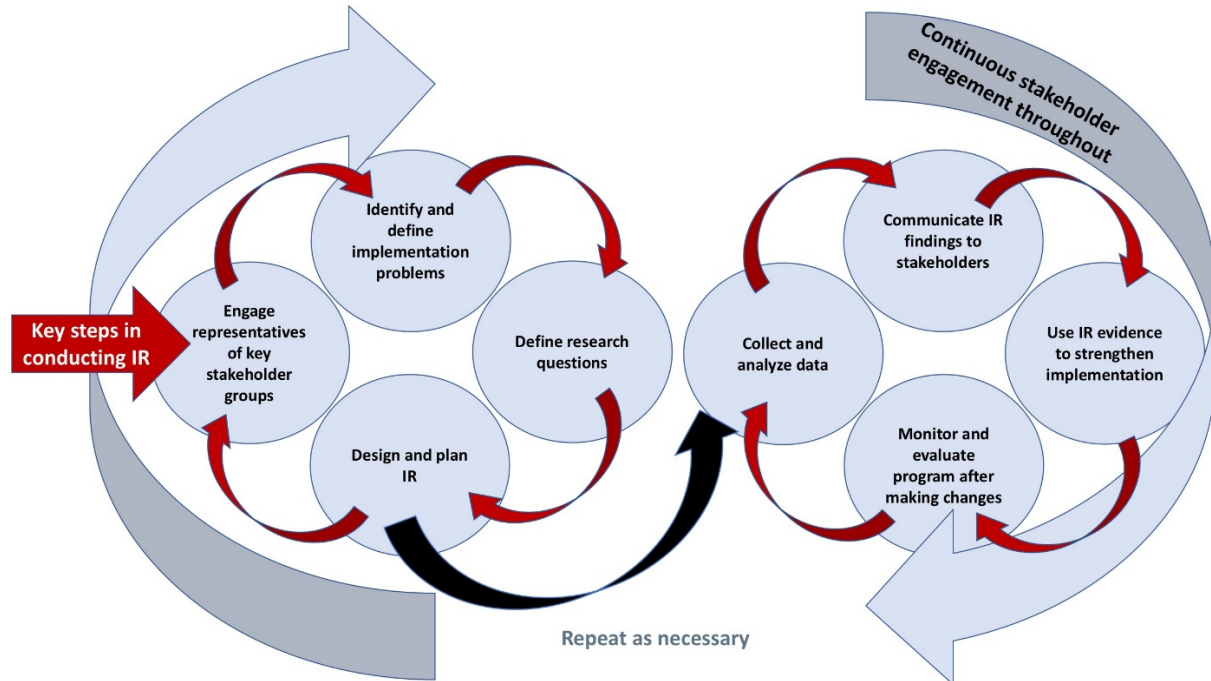 Continuous stakeholder
engagement throughout
Key steps in
conducting IR
Engage
representatives
of key
stakeholder
groups
Identify and
define
implementation
problems
Define research
questions
Design and plan
IR
Collect
and
analyze data
Communicate IR
findings to
stakeholders
Use IR evidence
to strengthen
implementation
Monitor and
evaluate
program after
making changes
Repeat as necessary